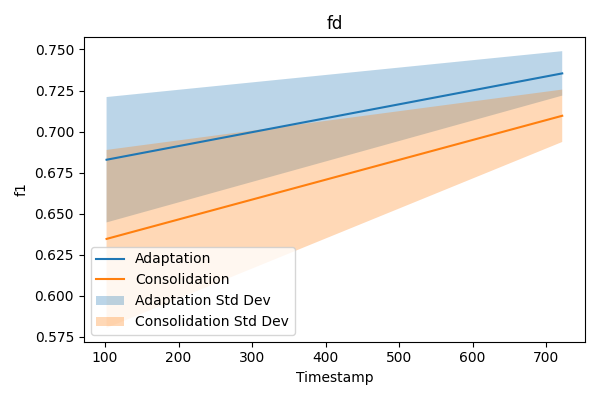 fd
f1
0.750
0.725
0.700
0.675
0.650
0.625
0.600
0.575
Adaptation
Consolidation
Adaptation Std Dev
Consolidation Std Dev
100 200 300 400 500 600 700
Timestamp